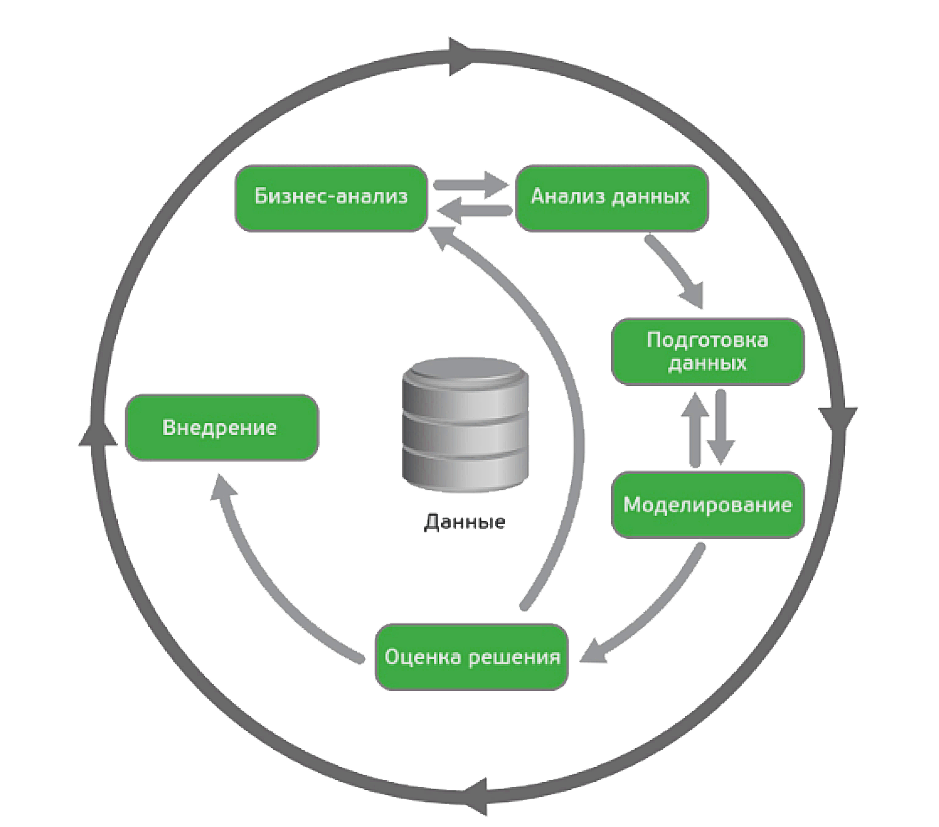 Бизнес-анализ
Анализ данных
Подготовка
данных
Внедрение
Моделирование
Данные
Оценка решения